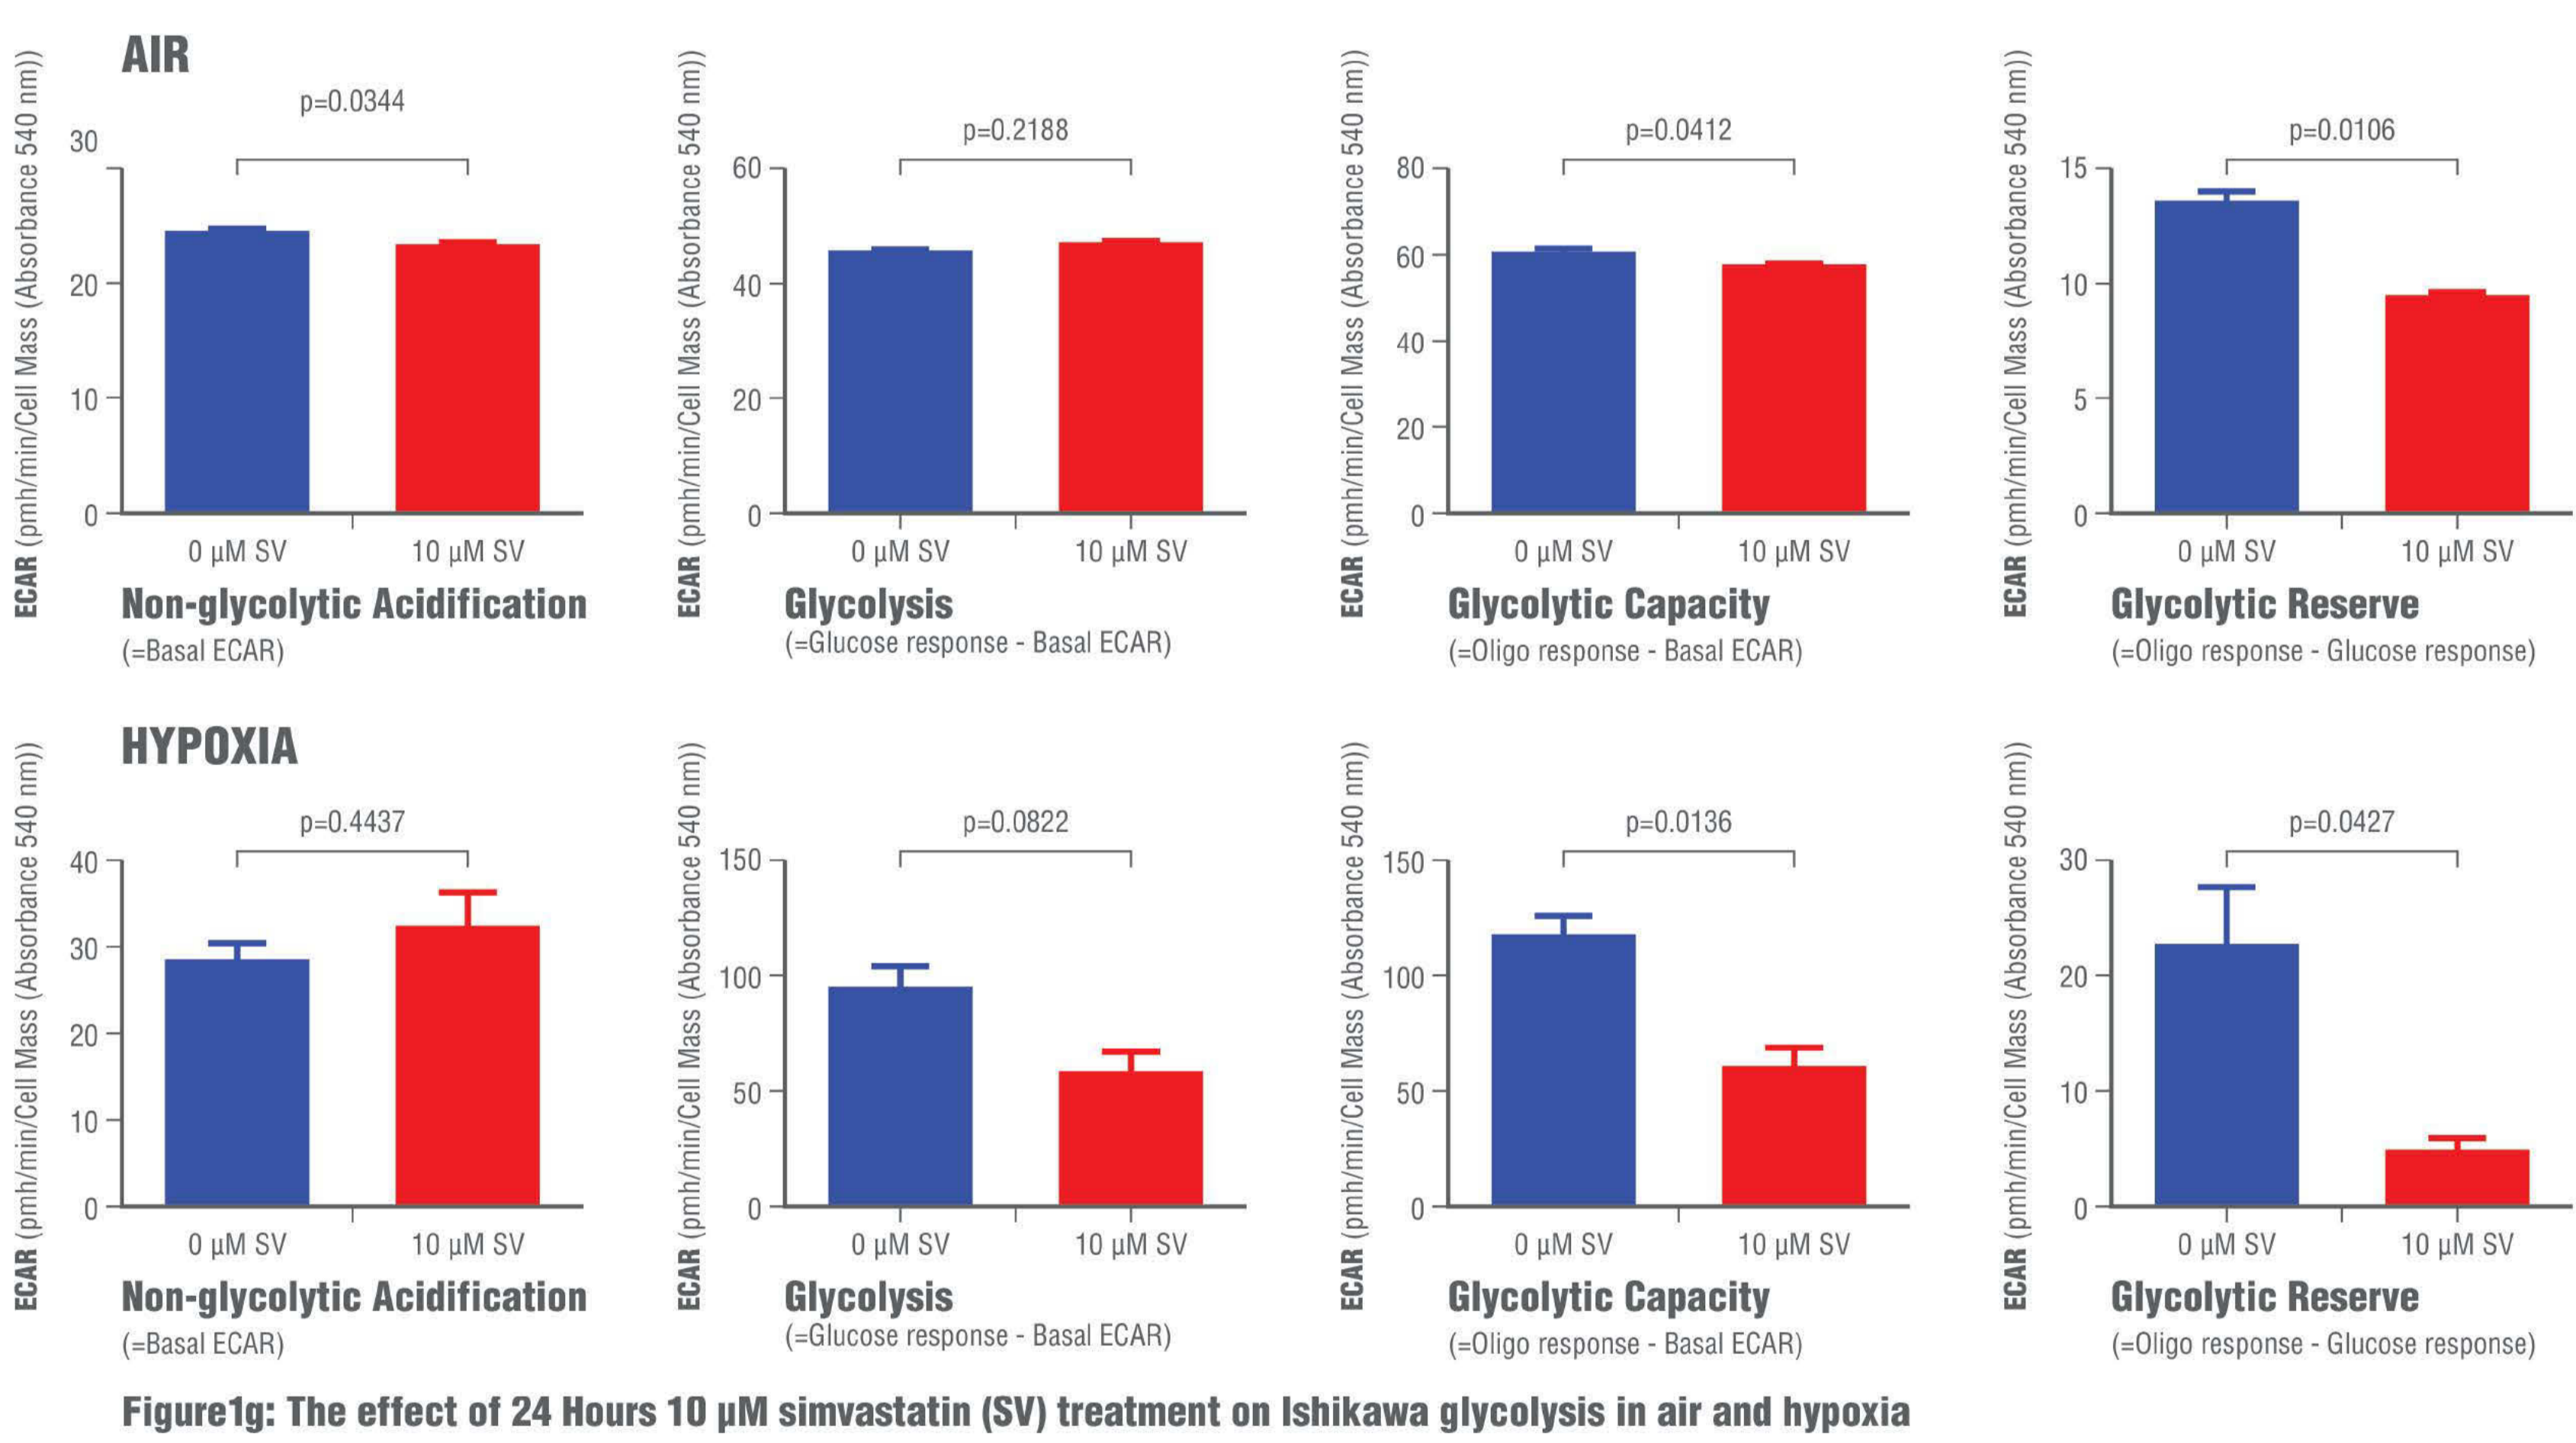 AIR
ECAR (pmh/min/Cell Mass (Absorbance 540 nm))
p=0.0344
30
20
10
0
0 µM SV 10 µM SV
Non-glycolytic Acidification
(=Basal ECAR)
ECAR (pmh/min/Cell Mass (Absorbance 540 nm))
p=0.2188
60
40
20
0
0 µM SV 10 µM SV
Glycolysis
(=Glucose response - Basal ECAR)
ECAR (pmh/min/Cell Mass (Absorbance 540 nm))
p=0.0412
80
60
40
20
0
0 µM SV 10 µM SV
Glycolytic Capacity
(=Oligo response - Basal ECAR)
ECAR (pmh/min/Cell Mass (Absorbance 540 nm))
p=0.0106
15
10
5
0
0 µM SV 10 µM SV
Glycolytic Reserve
(=Oligo response - Glucose response)
HYPOXIA
ECAR (pmh/min/Cell Mass (Absorbance 540 nm))
p=0.4437
40
30
20
10
0
0 µM SV 10 µM SV
Non-glycolytic Acidification
(=Basal ECAR)
ECAR (pmh/min/Cell Mass (Absorbance 540 nm))
p=0.0822
150
100
50
0
0 µM SV 10 µM SV
Glycolysis
(=Glucose response - Basal ECAR)
ECAR (pmh/min/Cell Mass (Absorbance 540 nm))
p=0.0136
150
100
50
0
0 µM SV 10 µM SV
Glycolytic Capacity
(=Oligo response - Basal ECAR)
ECAR (pmh/min/Cell Mass (Absorbance 540 nm))
p=0.0427
30
20
10
0
0 µM SV 10 µM SV
Glycolytic Reserve
(=Oligo response - Glucose response)
Figure1g: The effect of 24 Hours 10 µM simvastatin (SV) treatment on Ishikawa glycolysis in air and hypoxia